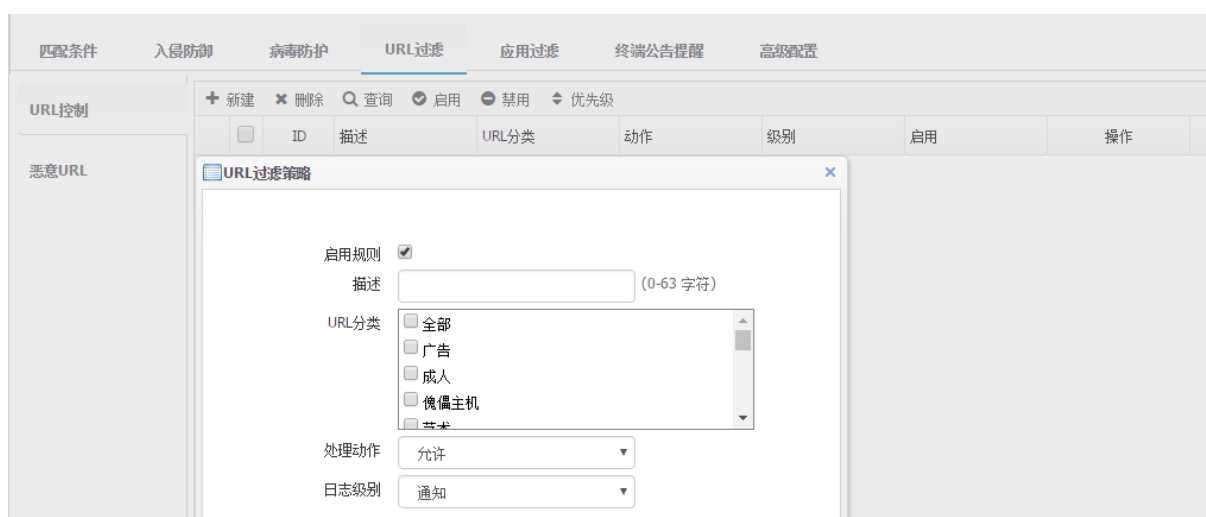 匹配条件 入侵防御 病毒防护 URL过滤 应用过滤 终端公告提醒 高级配置
URL控制
恶意URL
新建 删除 查询 启用 禁用 优先级
ID 描述 URL分类 动作 级别 启用 操作
URL过滤策略
启用规则
描述 (0-63 字符)
URL分类 全部
广告
成人
傀儡主机
艺术
处理动作 允许
日志级别 通知